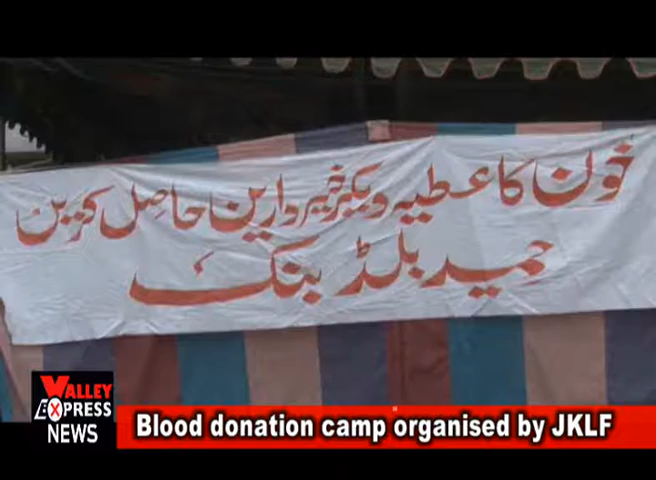 خون کا عطیہ دیکر خیر دارین حاصل کریں
حمید بلڈ بنک
VALLEY
EXPRESS
NEWS
Blood donation camp organised by JKLF